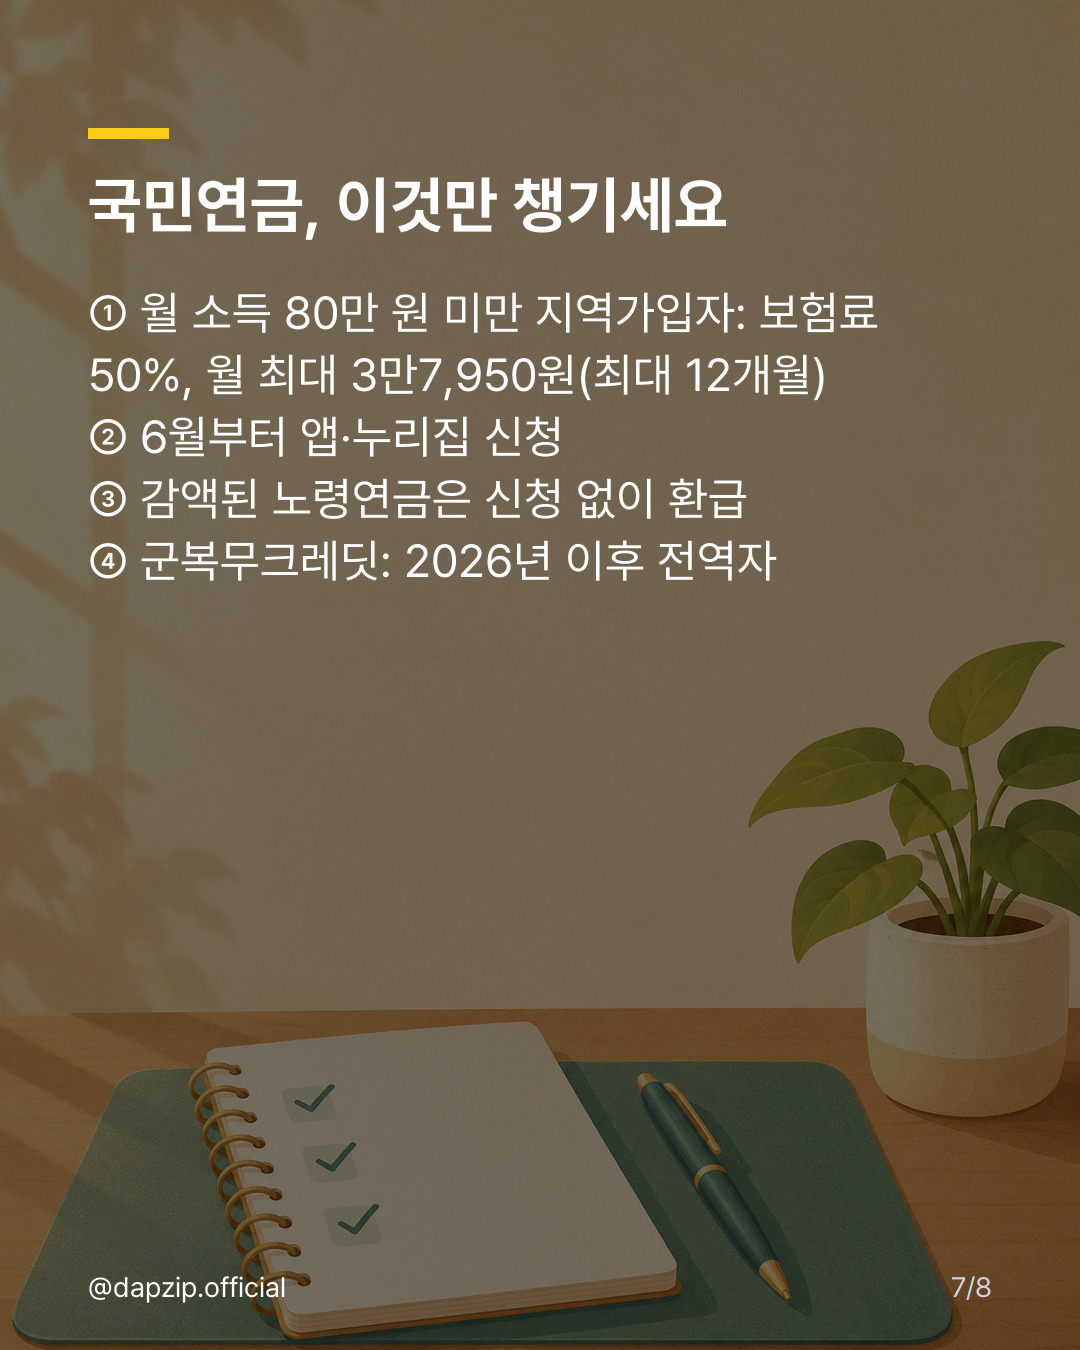 국민연금, 이것만 챙기세요
① 월 소득 80만 원 미만 지역가입자: 보험료
50%, 월 최대 3만7,950원(최대 12개월)
② 6월부터 앱·누리집 신청
③ 감액된 노령연금은 신청 없이 환급
④ 군복무크레딧: 2026년 이후 전역자
@dapzip.official
7/8